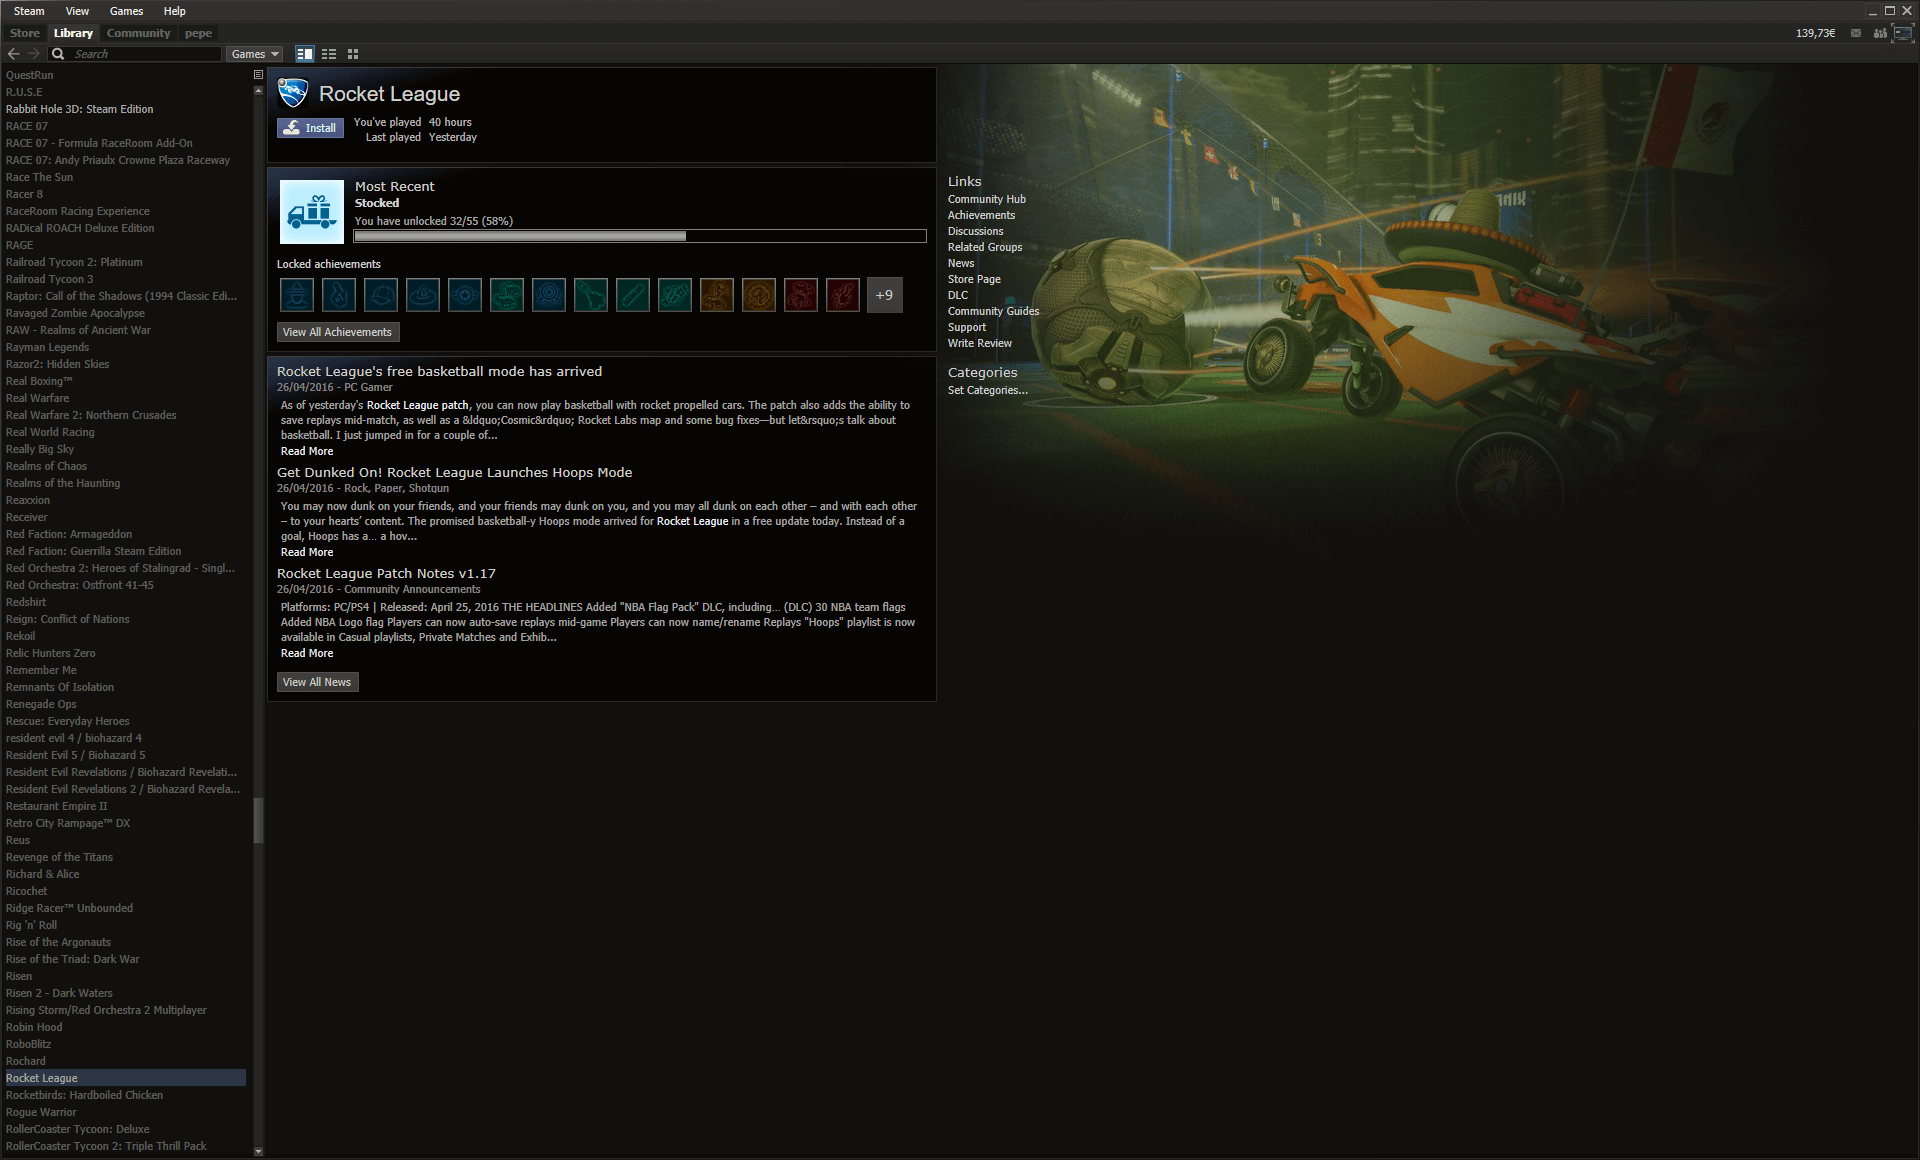 Steam View Games Help
Store Library Community pepe
139,73€
Search
Games
QuestRun
R.U.S.E
Rabbit Hole 3D: Steam Edition
RACE 07
RACE 07 - Formula RaceRoom Add-On
RACE 07: Andy Priaulx Crowne Plaza Raceway
Race The Sun
Racer 8
RaceRoom Racing Experience
RADical ROACH Deluxe Edition
RAGE
Railroad Tycoon 2: Platinum
Railroad Tycoon 3
Raptor: Call of the Shadows (1994 Classic Edi...
Ravaged Zombie Apocalypse
RAW - Realms of Ancient War
Rayman Legends
Razor2: Hidden Skies
Real Boxing™
Real Warfare
Real Warfare 2: Northern Crusades
Real World Racing
Really Big Sky
Realms of Chaos
Realms of the Haunting
Reaxxion
Receiver
Red Faction: Armageddon
Red Faction: Guerrilla Steam Edition
Red Orchestra 2: Heroes of Stalingrad - Singl...
Red Orchestra: Ostfront 41-45
Redshirt
Reign: Conflict of Nations
Rekoil
Relic Hunters Zero
Remember Me
Remnants Of Isolation
Renegade Ops
Rescue: Everyday Heroes
resident evil 4 / biohazard 4
Resident Evil 5 / Biohazard 5
Resident Evil Revelations / Biohazard Revelati...
Resident Evil Revelations 2 / Biohazard Revela...
Restaurant Empire II
Retro City Rampage™ DX
Reus
Revenge of the Titans
Richard & Alice
Ricochet
Ridge Racer™ Unbounded
Rig 'n' Roll
Rise of the Argonauts
Rise of the Triad: Dark War
Risen
Risen 2 - Dark Waters
Rising Storm/Red Orchestra 2 Multiplayer
Robin Hood
RoboBlitz
Rochard
Rocket League
Rocketbirds: Hardboiled Chicken
Rogue Warrior
RollerCoaster Tycoon: Deluxe
RollerCoaster Tycoon 2: Triple Thrill Pack
Rocket League
Install
You've played 40 hours
Last played Yesterday
Most Recent
Stocked
You have unlocked 32/55 (58%)
Locked achievements
+9
View All Achievements
Rocket League's free basketball mode has arrived
26/04/2016 - PC Gamer
As of yesterday's Rocket League patch, you can now play basketball with rocket propelled cars. The patch also adds the ability to
save replays mid-match, as well as a &ldquo;Cosmic&rdquo; Rocket Labs map and some bug fixes—but let&rsquo;s talk about
basketball. I just jumped in for a couple of...
Read More
Get Dunked On! Rocket League Launches Hoops Mode
26/04/2016 - Rock, Paper, Shotgun
You may now dunk on your friends, and your friends may dunk on you, and you may all dunk on each other – and with each other
– to your hearts’ content. The promised basketball-y Hoops mode arrived for Rocket League in a free update today. Instead of a
goal, Hoops has a… a hov...
Read More
Rocket League Patch Notes v1.17
26/04/2016 - Community Announcements
Platforms: PC/PS4 | Released: April 25, 2016 THE HEADLINES Added "NBA Flag Pack" DLC, including... (DLC) 30 NBA team flags
Added NBA Logo flag Players can now auto-save replays mid-game Players can now name/rename Replays "Hoops" playlist is now
available in Casual playlists, Private Matches and Exhib...
Read More
View All News
Links
Community Hub
Achievements
Discussions
Related Groups
News
Store Page
DLC
Community Guides
Support
Write Review
Categories
Set Categories...